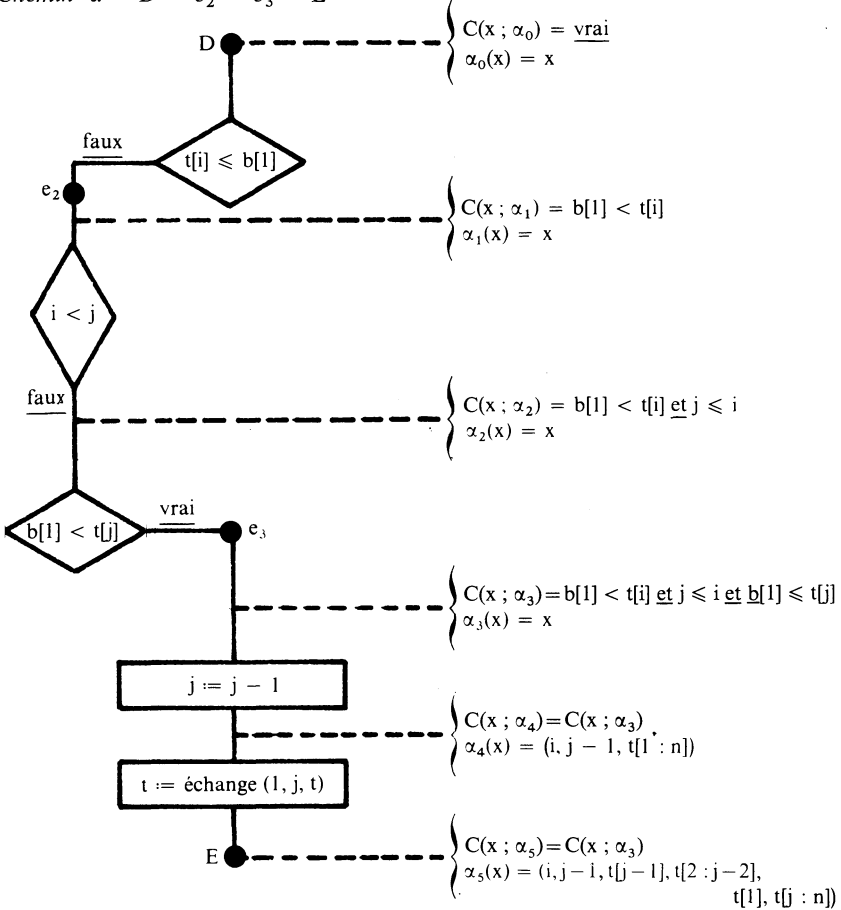 Chemin α D e₂ e₃ E
D
C(x ; α₀) = vrai
α₀(x) = x
faux
t[i] ⩽ b[1]
e₂
C(x ; α₁) = b[1] < t[i]
α₁(x) = x
i < j
faux
C(x ; α₂) = b[1] < t[i] et j ⩽ i
α₂(x) = x
b[1] < t[j]
vrai
e₃
C(x ; α₃)=b[1] < t[i] et j ⩽ i et b[1] ⩽ t[j]
α₃(x) = x
j := j − 1
C(x ; α₄)=C(x ; α₃)
α₄(x) = (i, j − 1, t[1 : n])
t := échange (1, j, t)
E
C(x ; α₅)=C(x ; α₃)
α₅(x) = (i, j−1, t[j−1], t[2 : j−2],
t[1], t[j : n])